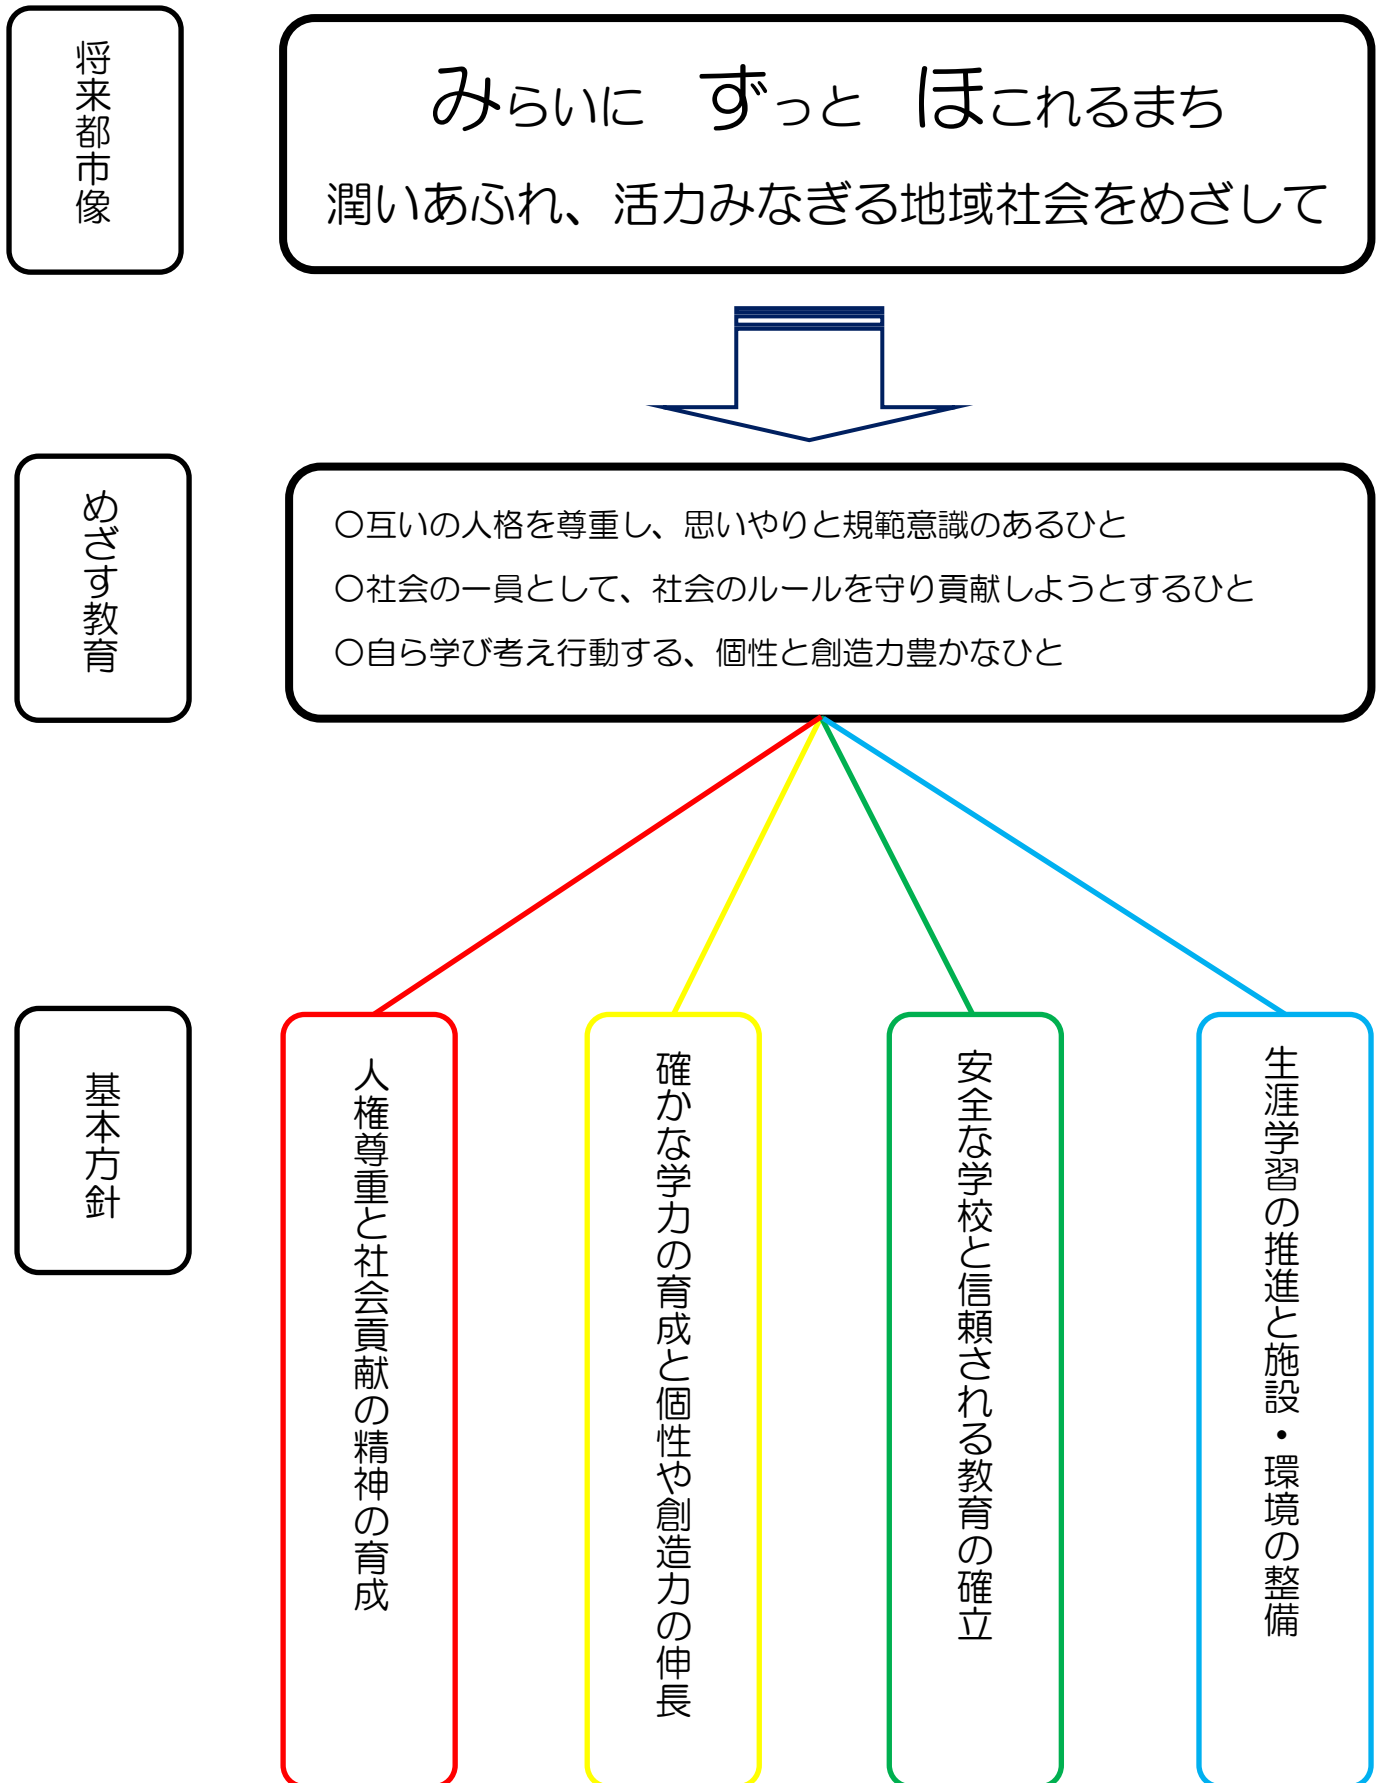 将来都市像
みらいに ずっと ほこれるまち
潤いあふれ、活力みなぎる地域社会をめざして
めざす教育
〇互いの人格を尊重し、思いやりと規範意識のあるひと
〇社会の一員として、社会のルールを守り貢献しようとするひと
〇自ら学び考え行動する、個性と創造力豊かなひと
基本方針
人権尊重と社会貢献の精神の育成
確かな学力の育成と個性や創造力の伸長
安全な学校と信頼される教育の確立
生涯学習の推進と施設・環境の整備